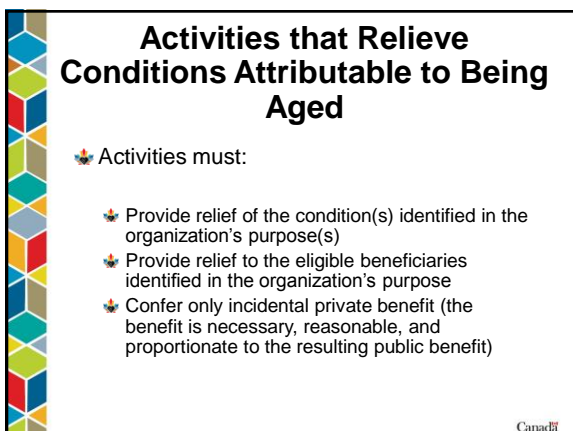 Activities that Relieve
Conditions Attributable to Being
Aged
Activities must:
Provide relief of the condition(s) identified in the
organization's purpose(s)
Provide relief to the eligible beneficiaries
identified in the organization's purpose
Confer only incidental private benefit (the
benefit is necessary, reasonable, and
proportionate to the resulting public benefit)
Canada